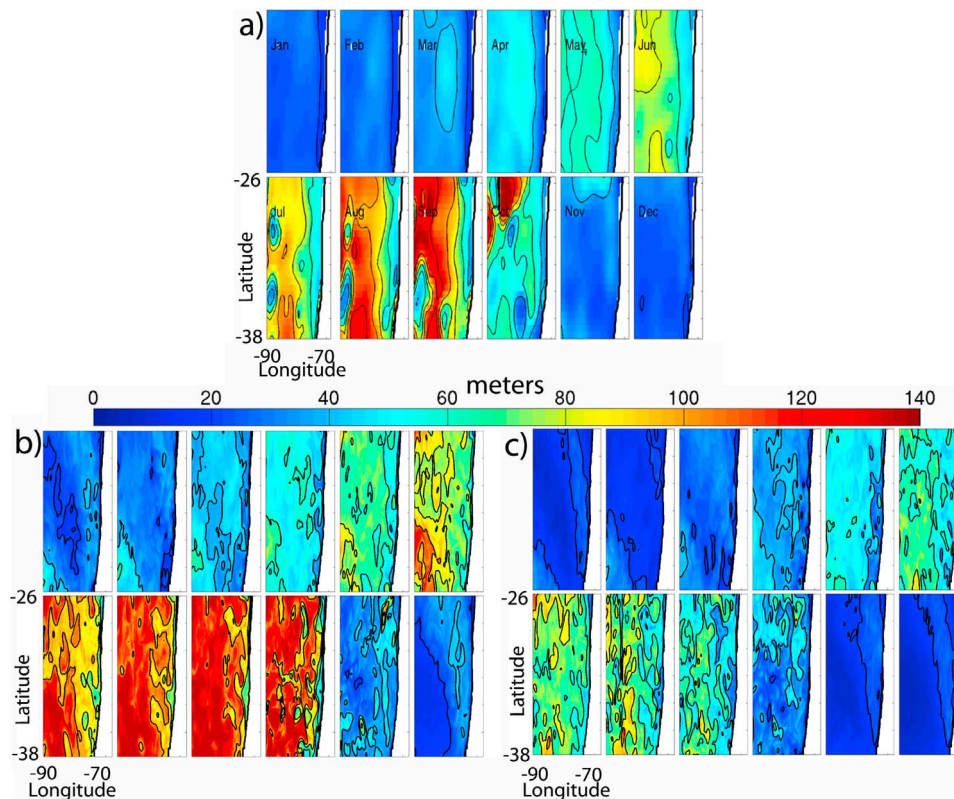 a)
Jan Feb Mar Apr May Jun
-26
Jul Aug Sep Oct Nov Dec
Latitude
-38
-90 -70
Longitude
meters
0 20 40 60 80 100 120 140
b) c)
-26 -26
Latitude Latitude
-38 -38
-90 -70 -90 -70
Longitude Longitude